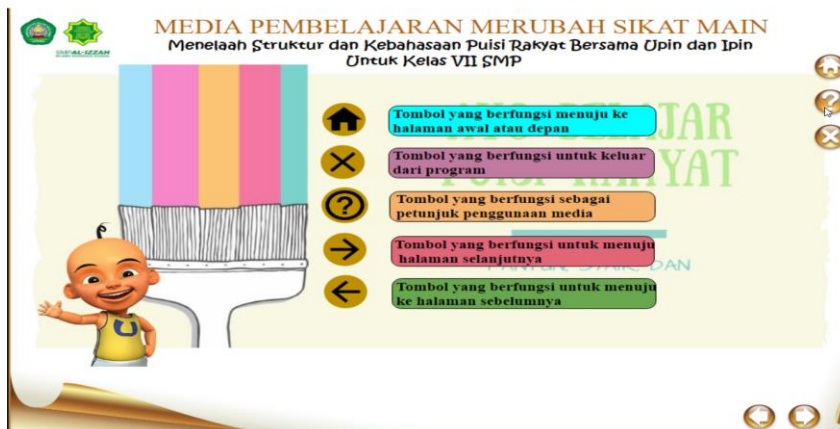 MEDIA PEMBELAJARAN MERUBAH SIKAT MAIN
Menelaah Struktur dan Kebahasaan Puisi Rakyat Bersama Upin dan Ipin
Untuk Kelas VII SMP
Tombol yang berfungsi menuju ke
halaman awal atau depan
Tombol yang berfungsi untuk keluar
dari program
Tombol yang berfungsi sebagai
petunjuk penggunaan media
Tombol yang berfungsi untuk menuju
halaman selanjutnya
DAN
Tombol yang berfungsi untuk menuju
ke halaman sebelumnya
U